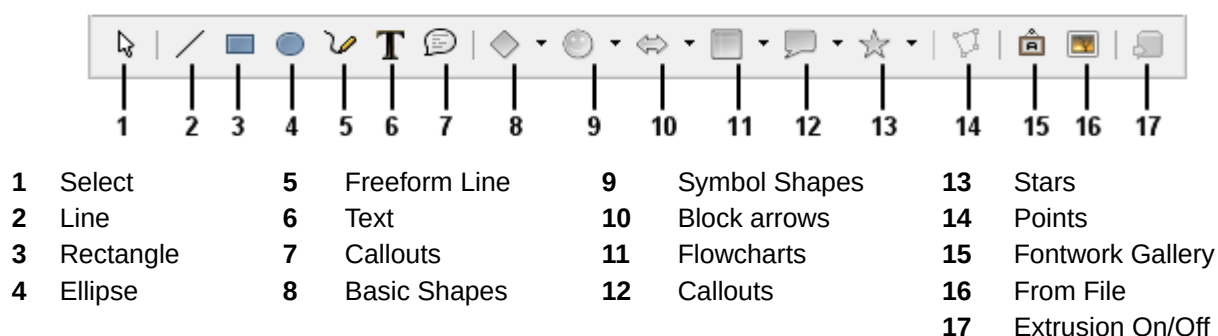 1 2 3 4 5 6 7 8 9 10 11 12 13 14 15 16 17
1 Select 5 Freeform Line 9 Symbol Shapes 13 Stars
2 Line 6 Text 10 Block arrows 14 Points
3 Rectangle 7 Callouts 11 Flowcharts 15 Fontwork Gallery
4 Ellipse 8 Basic Shapes 12 Callouts 16 From File
17 Extrusion On/Off